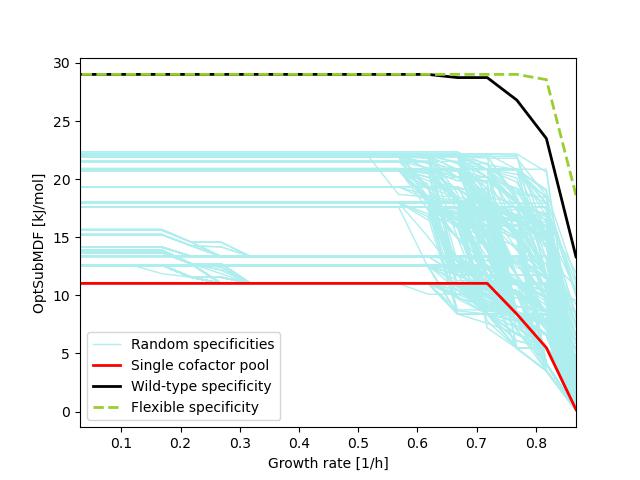 30
25
20
15
10
5
0
OptSubMDF [kJ/mol]
Random specificities
Single cofactor pool
Wild-type specificity
Flexible specificity
0.1 0.2 0.3 0.4 0.5 0.6 0.7 0.8
Growth rate [1/h]